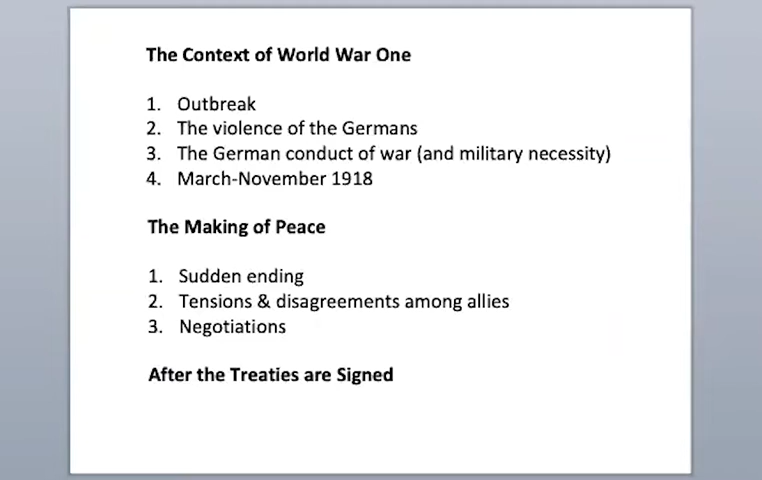 The Context of World War One
1. Outbreak
2. The violence of the Germans
3. The German conduct of war (and military necessity)
4. March-November 1918
The Making of Peace
1. Sudden ending
2. Tensions & disagreements among allies
3. Negotiations
After the Treaties are Signed